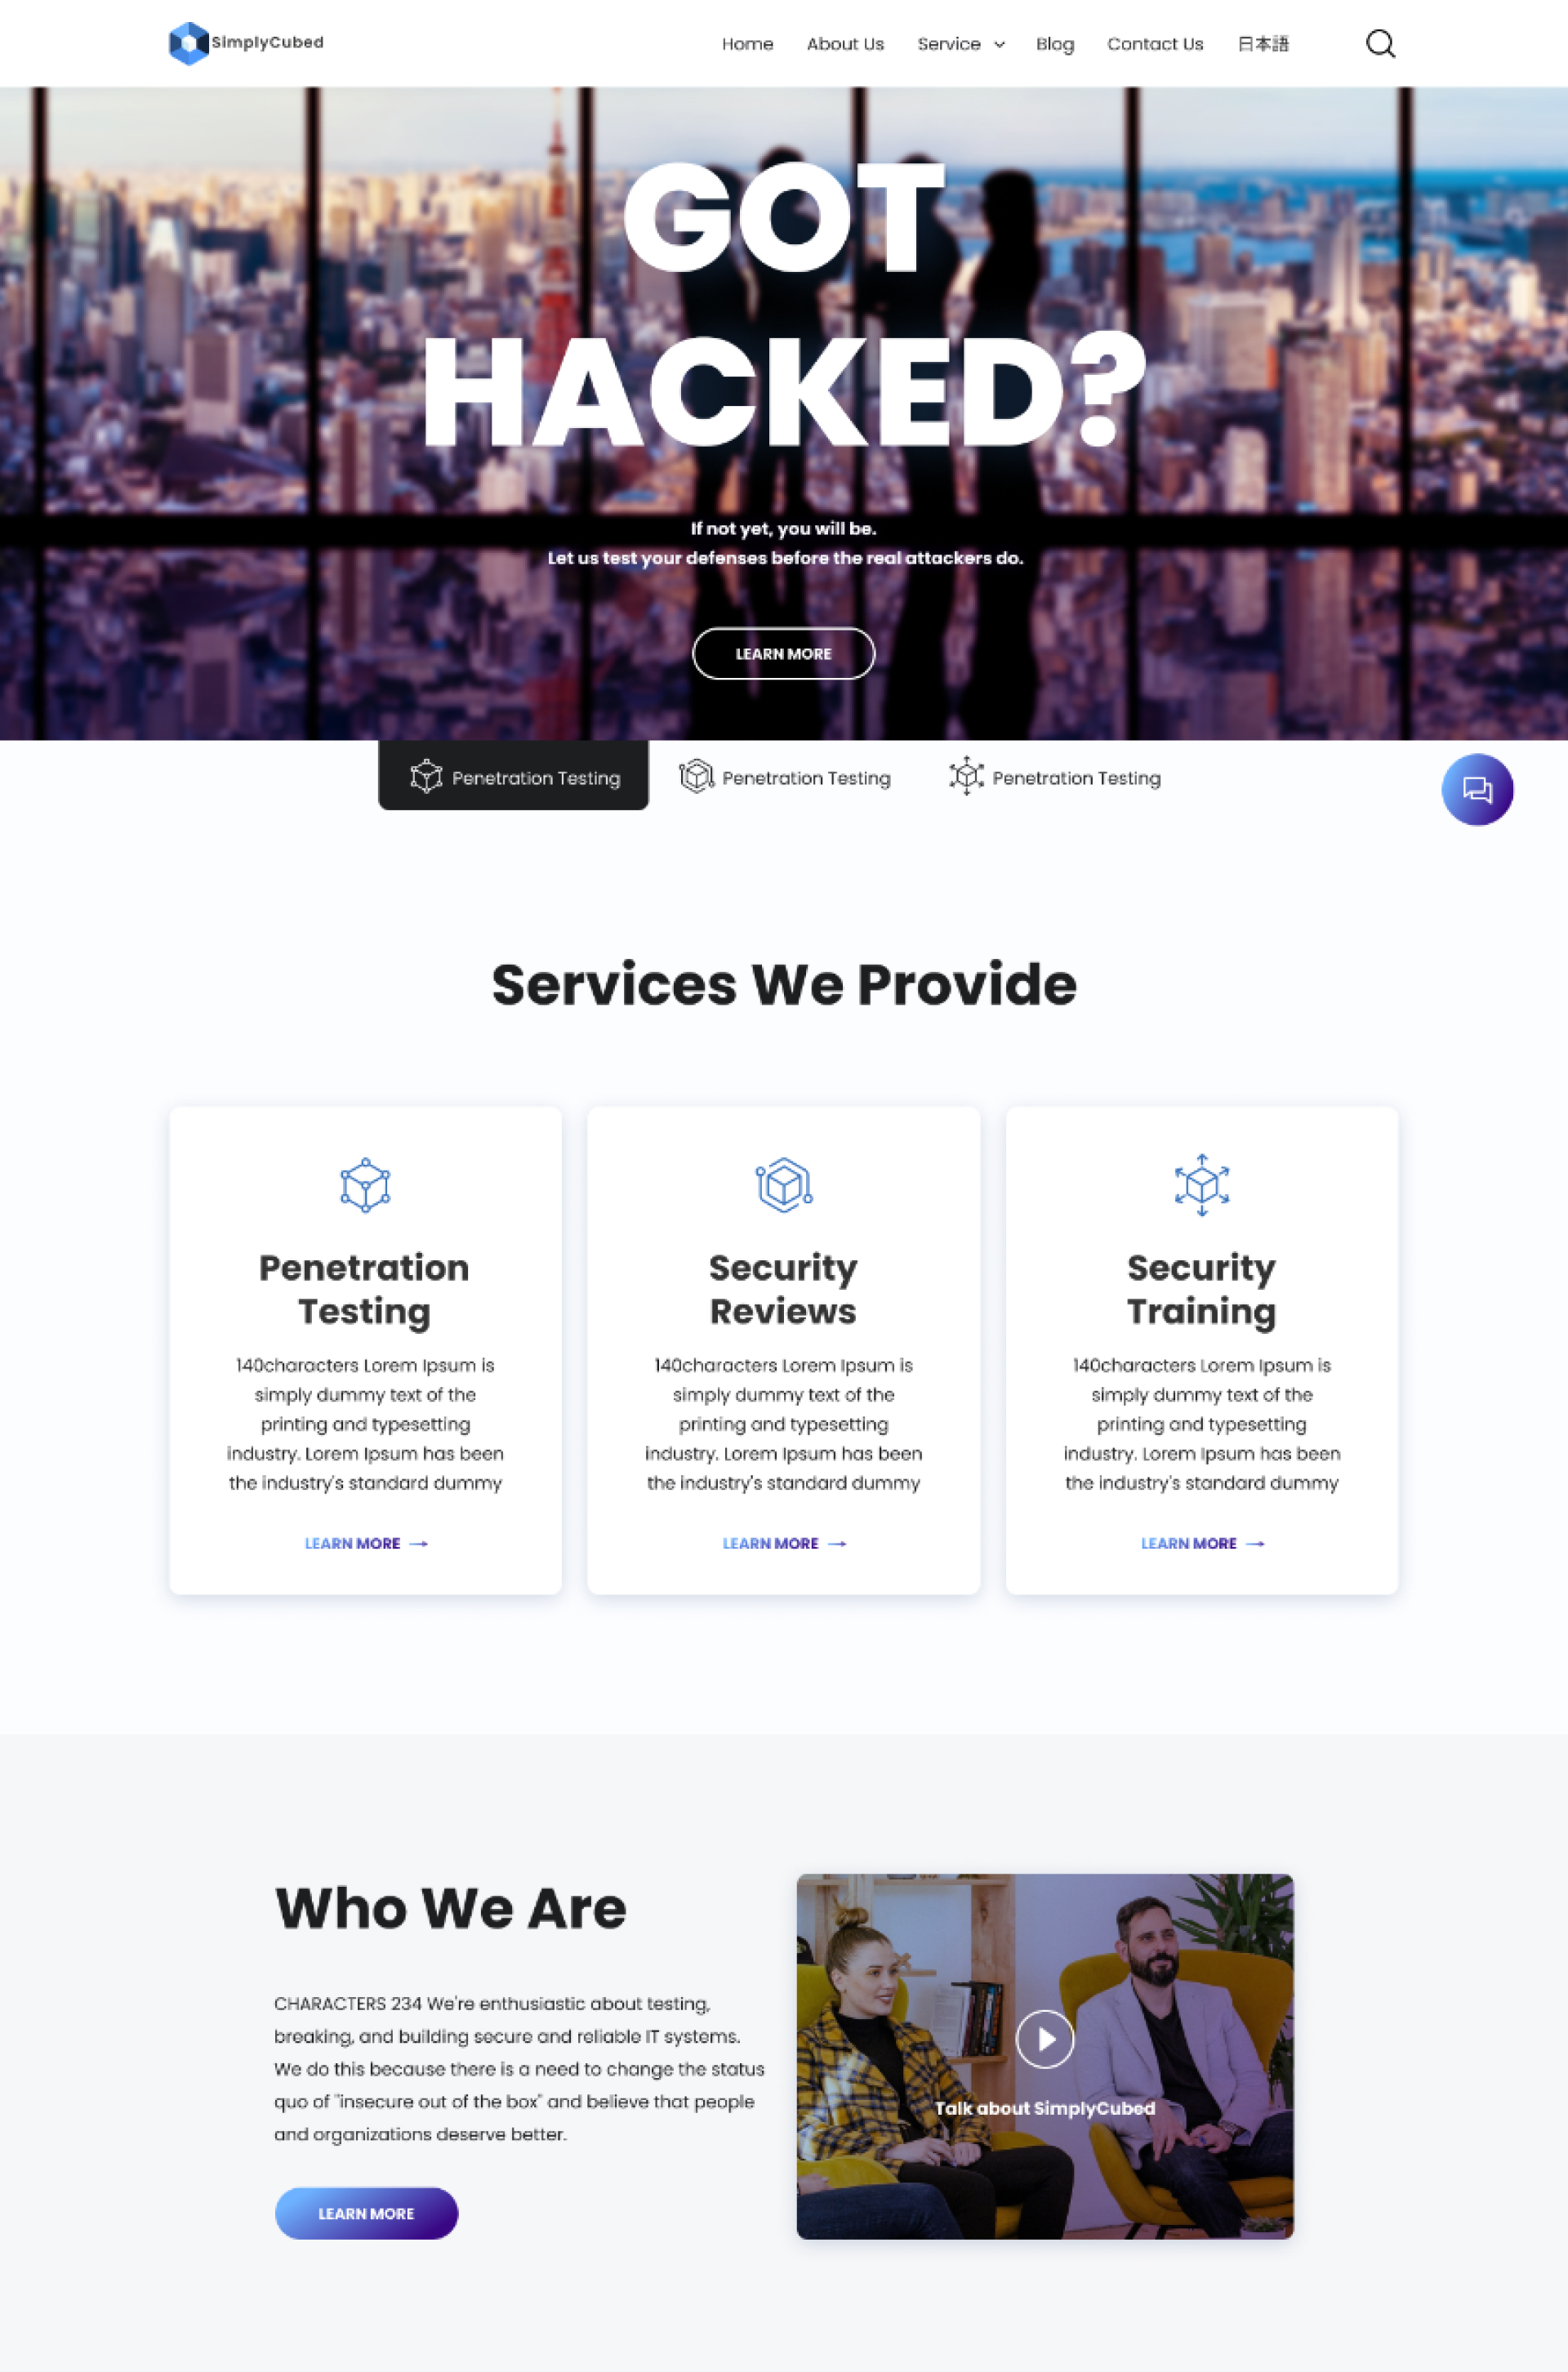 SimplyCubed
Home About Us Service Blog Contact Us 日本語
GOT
HACKED?
If not yet, you will be.
Let us test your defenses before the real attackers do.
LEARN MORE
Penetration Testing Penetration Testing Penetration Testing
Services We Provide
Penetration
Testing
140characters Lorem Ipsum is
simply dummy text of the
printing and typesetting
industry. Lorem Ipsum has been
the industry's standard dummy
LEARN MORE
Security
Reviews
140characters Lorem Ipsum is
simply dummy text of the
printing and typesetting
industry. Lorem Ipsum has been
the industry's standard dummy
LEARN MORE
Security
Training
140characters Lorem Ipsum is
simply dummy text of the
printing and typesetting
industry. Lorem Ipsum has been
the industry's standard dummy
LEARN MORE
Who We Are
CHARACTERS 234 We're enthusiastic about testing,
breaking, and building secure and reliable IT systems.
We do this because there is a need to change the status
quo of "insecure out of the box" and believe that people
and organizations deserve better.
LEARN MORE
Talk about SimplyCubed